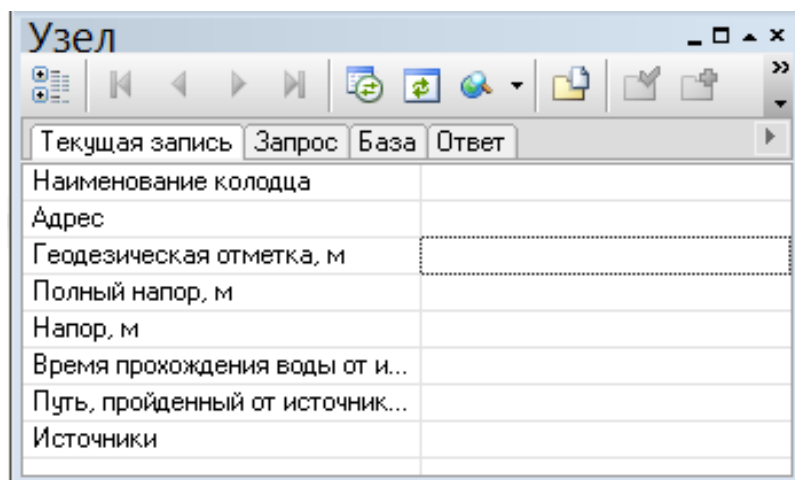 Узел
Текущая запись Запрос База Ответ
Наименование колодца
Адрес
Геодезическая отметка, м
Полный напор, м
Напор, м
Время прохождения воды от и...
Путь, пройденный от источник...
Источники